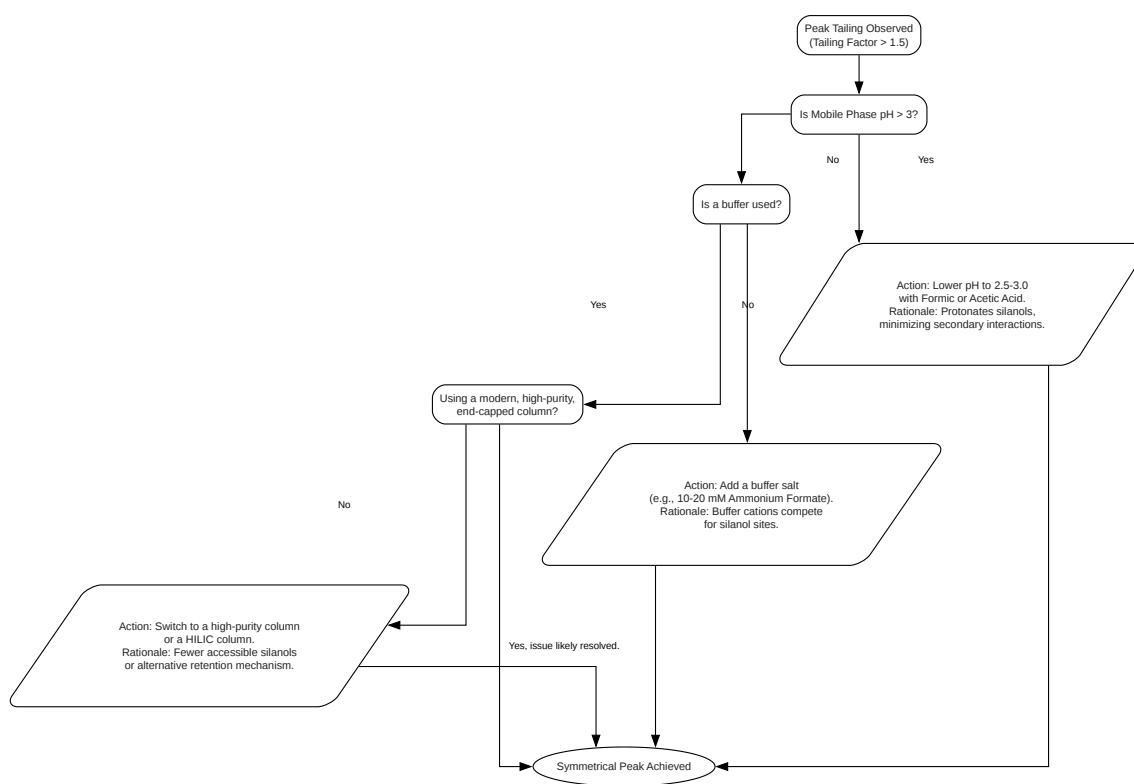 Peak Tailing Observed
(Tailing Factor > 1.5)
Is Mobile Phase pH > 3?
No
Yes
Is a buffer used?
Action: Lower pH to 2.5-3.0
with Formic or Acetic Acid.
Rationale: Protonates silanols,
minimizing secondary interactions.
Yes
No
Using a modern, high-purity,
end-capped column?
Action: Add a buffer salt
(e.g., 10-20 mM Ammonium Formate).
Rationale: Buffer cations compete
for silanol sites.
No
Action: Switch to a high-purity column
or a HILIC column.
Rationale: Fewer accessible silanols
or alternative retention mechanism.
Yes, issue likely resolved.
Symmetrical Peak Achieved